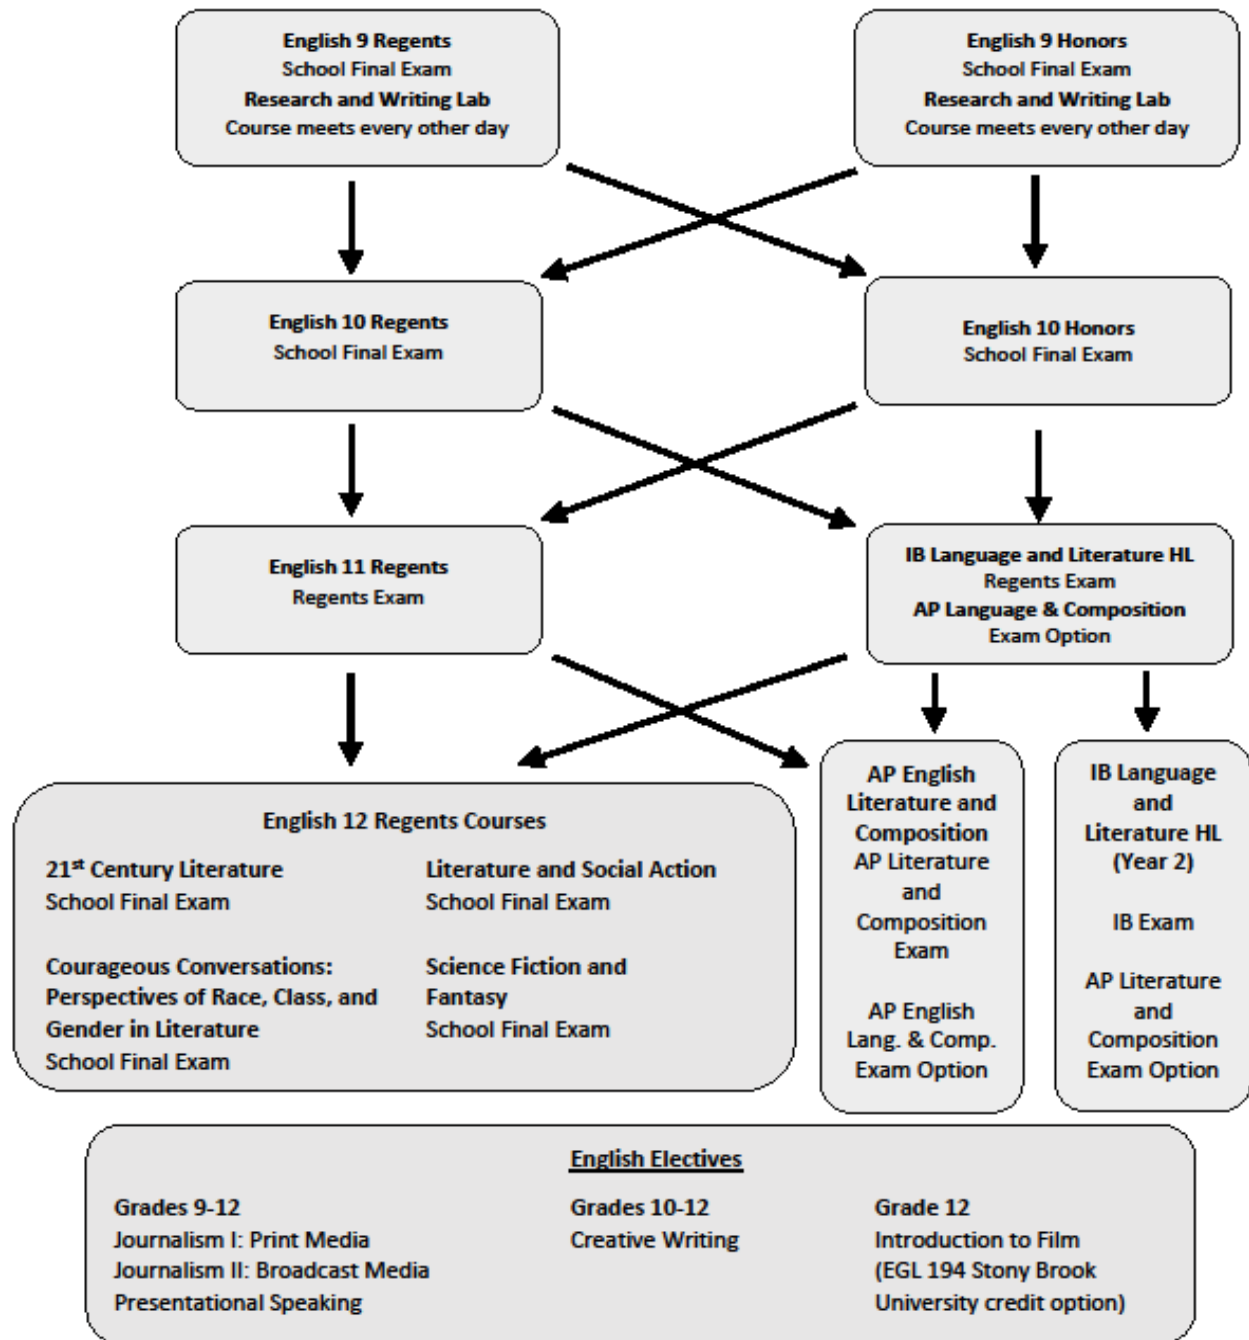 English 9 Regents
School Final Exam
Research and Writing Lab
Course meets every other day
English 9 Honors
School Final Exam
Research and Writing Lab
Course meets every other day
English 10 Regents
School Final Exam
English 10 Honors
School Final Exam
English 11 Regents
Regents Exam
IB Language and Literature HL
Regents Exam
AP Language & Composition
Exam Option
English 12 Regents Courses
21st Century Literature
School Final Exam
Courageous Conversations:
Perspectives of Race, Class, and
Gender in Literature
School Final Exam
Literature and Social Action
School Final Exam
Science Fiction and
Fantasy
School Final Exam
AP English
Literature and
Composition
AP Literature
and
Composition
Exam
AP English
Lang. & Comp.
Exam Option
IB Language
and
Literature HL
(Year 2)
IB Exam
AP Literature
and
Composition
Exam Option
English Electives
Grades 9-12
Journalism I: Print Media
Journalism II: Broadcast Media
Presentational Speaking
Grades 10-12
Creative Writing
Grade 12
Introduction to Film
(EGL 194 Stony Brook
University credit option)